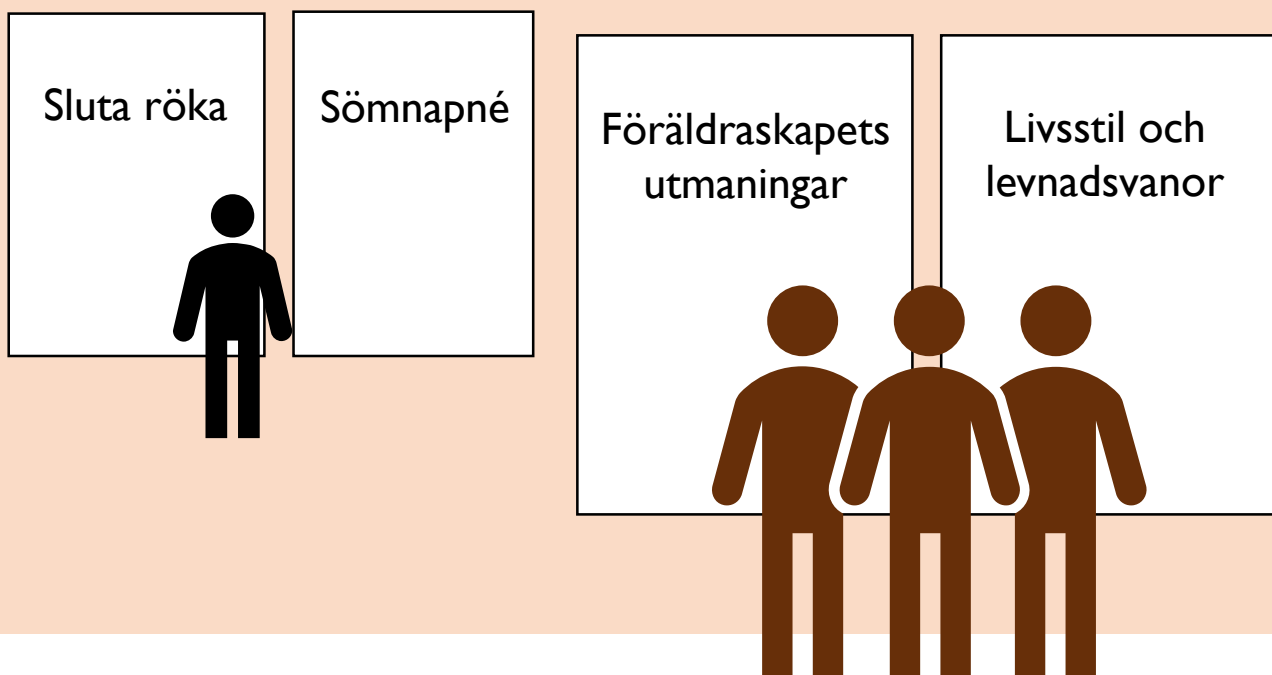 Sluta röka
Sömnapné
Föräldraskapets
utmaningar
Livsstil och
levnadsvanor